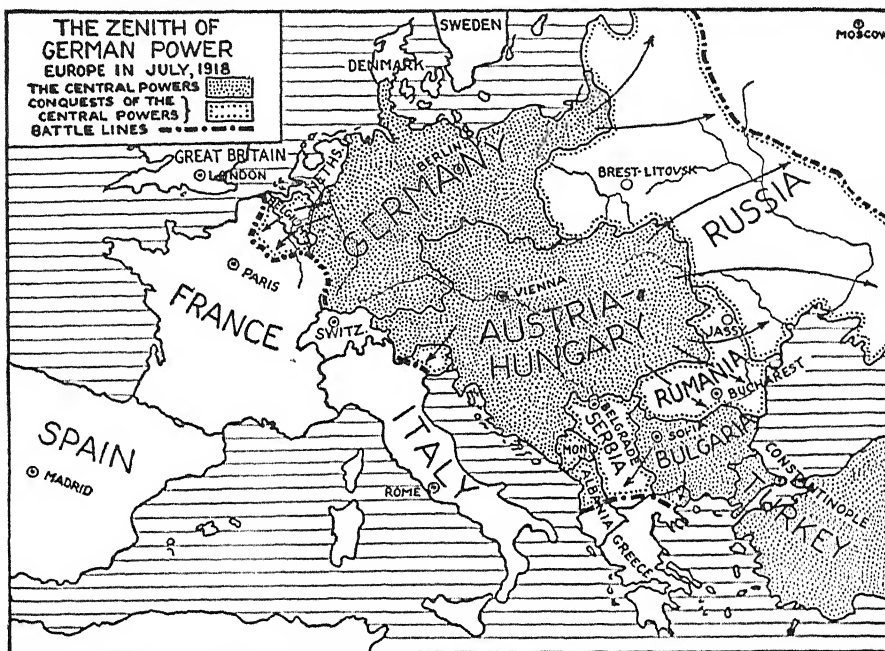 THE ZENITH OF
GERMAN POWER
EUROPE IN JULY, 1918
THE CENTRAL POWERS
CONQUESTS OF THE
CENTRAL POWERS
BATTLE LINES
SWEDEN
MOSCOW
DENMARK
GREAT BRITAIN
LONDON
NETHS
BERLIN
GERMANY
BREST-LITOVSK
RUSSIA
PARIS
FRANCE
VIENNA
SWITZ
AUSTRIA-
HUNGARY
JASSY
RUMANIA
BUCHAREST
BELGRADE
SERBIA
SOFIA
BULGARIA
MONT
ALBANIA
ITALY
ROME
SPAIN
MADRID
CONSTANTINOPLE
TURKEY
GREECE